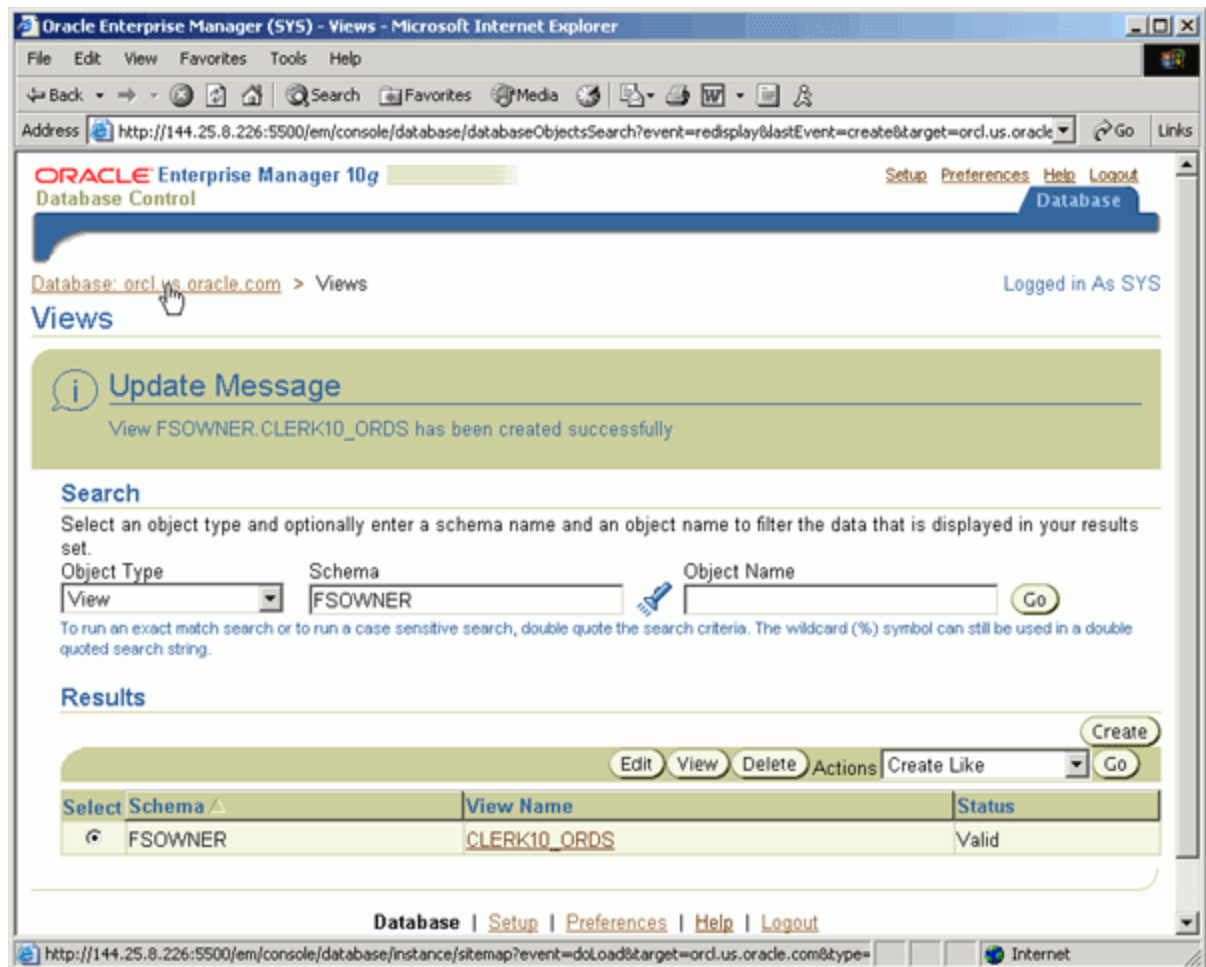 Oracle Enterprise Manager (SYS) - Views - Microsoft Internet Explorer
File Edit View Favorites Tools Help
Back Search Favorites Media
Address http://144.25.8.226:5500/em/console/database/databaseObjectsSearch?event=redisplay&lastEvent=create&target=orcl.us.oracle Go Links
ORACLE Enterprise Manager 10g
Setup Preferences Help Logout
Database Control
Database
Database: orcl.us.oracle.com > Views
Logged in As SYS
Views
i Update Message
View FSOWNER.CLERK10_ORDS has been created successfully
Search
Select an object type and optionally enter a schema name and an object name to filter the data that is displayed in your results
set.
Object Type Schema Object Name
View FSOWNER Go
To run an exact match search or to run a case sensitive search, double quote the search criteria. The wildcard (%) symbol can still be used in a double
quoted search string.
Results
Create
Edit View Delete Actions Create Like Go
Select Schema View Name Status
FSOWNER CLERK10_ORDS Valid
Database | Setup | Preferences | Help | Logout
http://144.25.8.226:5500/em/console/database/instance/sitemap?event=doLoad&target=orcl.us.oracle.com&type= Internet